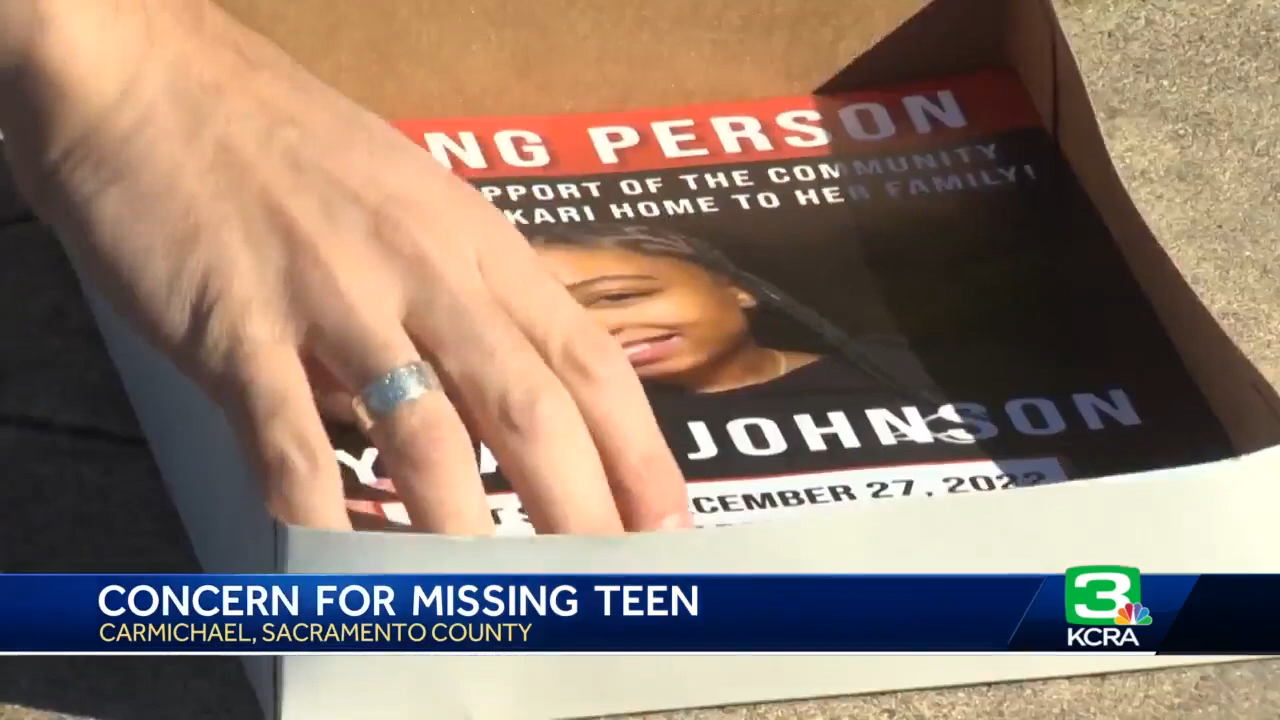 NG PERSON
PPORT OF THE COMMUNITY
KARI HOME TO HER FAMILY!
JOHNSON
CEMBER 27, 2022
CONCERN FOR MISSING TEEN
CARMICHAEL, SACRAMENTO COUNTY
3
KCRA